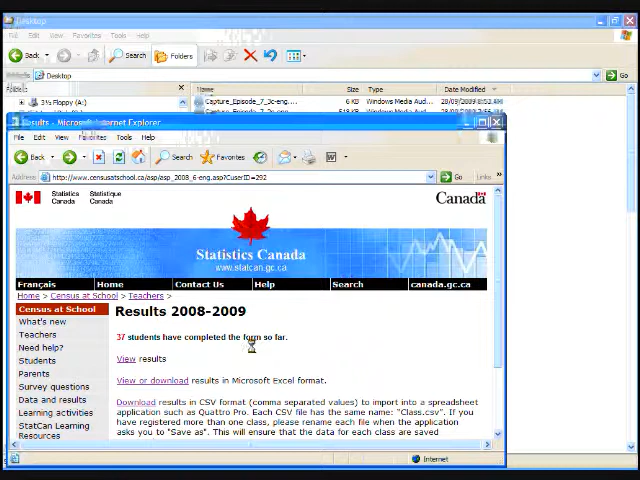 Desktop
File Edit View Favorites Tools Help
Back Search Folders
Address Desktop
Folders Name Size Type Date Modified
3½ Floppy (A:) Capture_Episode_7_3c-eng.... 6 KB Windows Media Aud... 28/09/2009 8:52 AM
Results - Microsoft Internet Explorer
File Edit View Favorites Tools Help
Back Search Favorites
Address http://www.censusatschool.ca/asp/asp_2008_6-eng.asp?CuserID=292 Go Links »
Statistics Canada Statistique Canada
Statistics Canada
www.statcan.gc.ca
Français Home Contact Us Help Search canada.gc.ca
Home > Census at School > Teachers >
Census at School
Results 2008-2009
What's new
Teachers
37 students have completed the form so far.
Need help?
Students
View results
Parents
Survey questions
View or download results in Microsoft Excel format.
Data and results
Learning activities
StatCan Learning Resources
Download results in CSV format (comma separated values) to import into a spreadsheet
application such as Quattro Pro. Each CSV file has the same name: "Class.csv". If you
have registered more than one class, please rename each file when the application
asks you to "Save as". This will ensure that the data for each class are saved
Internet